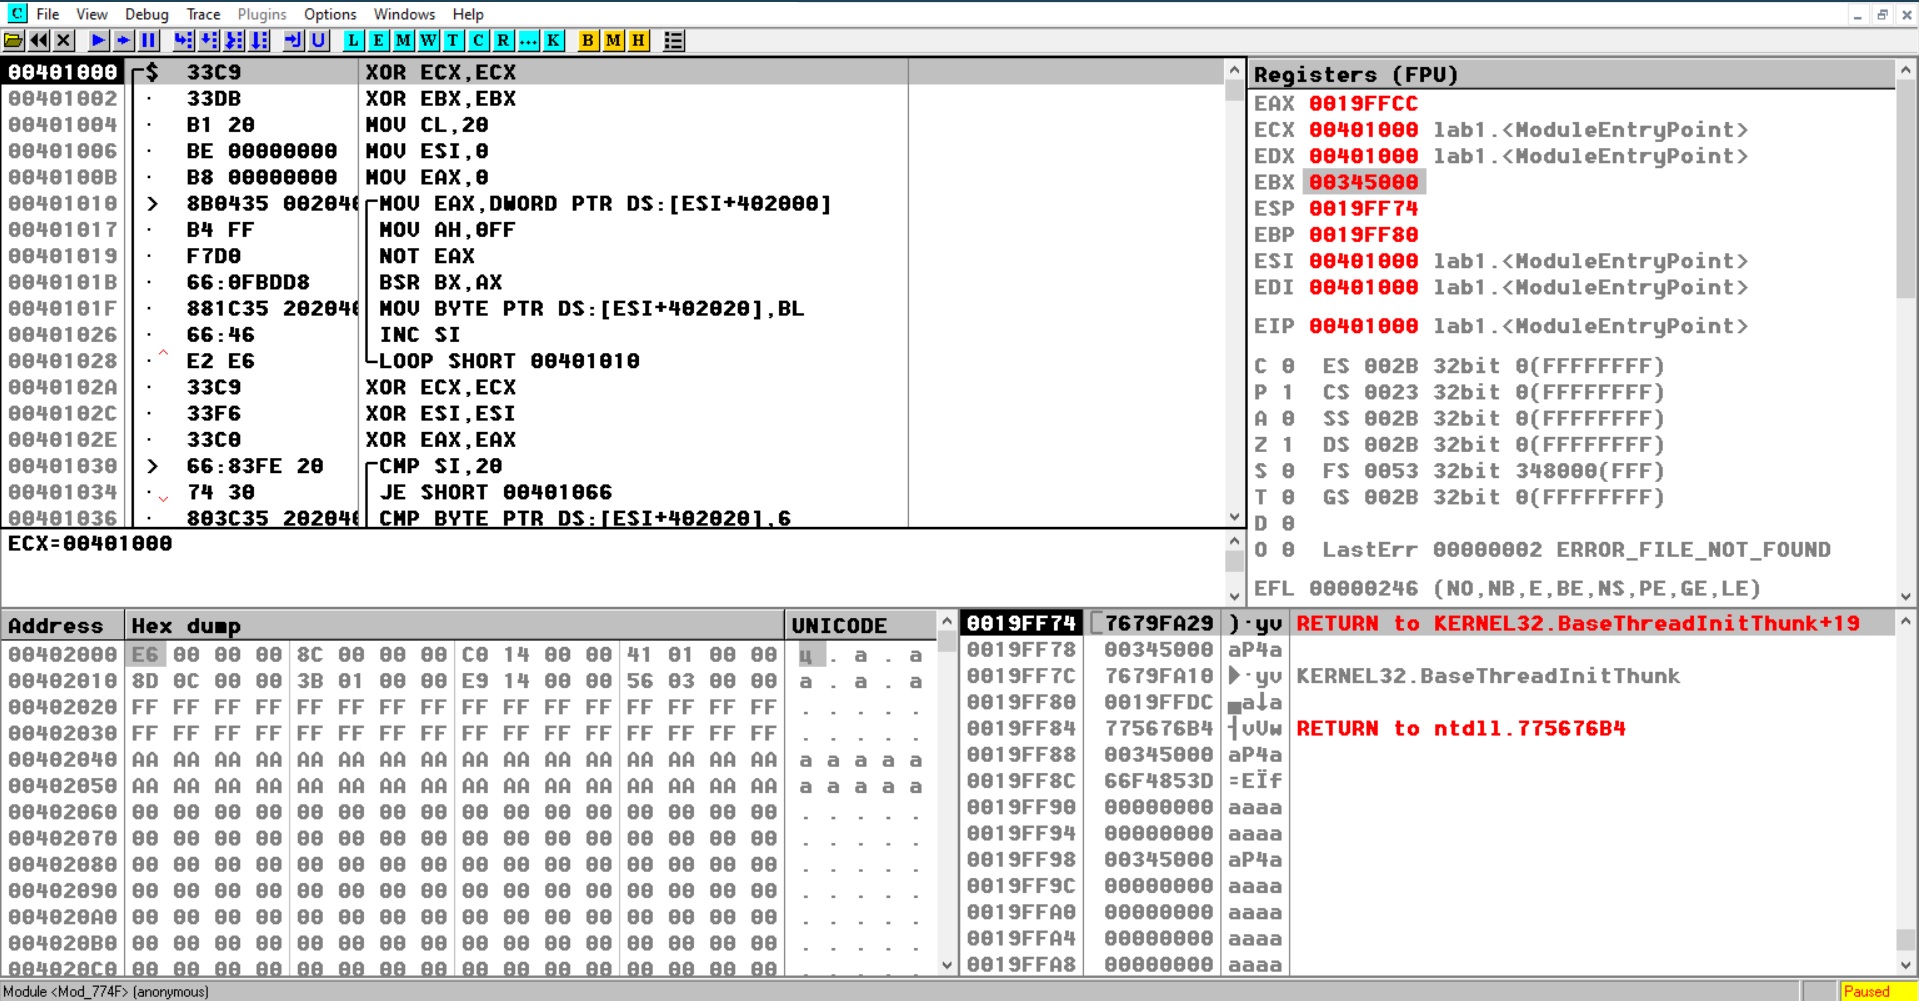 C File View Debug Trace Plugins Options Windows Help
L E M W T C R ... K B M H
00401000 $ 33C9 XOR ECX,ECX
00401002 · 33DB XOR EBX,EBX
00401004 · B1 20 MOV CL,20
00401006 · BE 00000000 MOV ESI,0
0040100B · B8 00000000 MOV EAX,0
00401010 > 8B0435 002040 MOV EAX,DWORD PTR DS:[ESI+402000]
00401017 · B4 FF MOV AH,0FF
00401019 · F7D0 NOT EAX
0040101B · 66:0FBDD8 BSR BX,AX
0040101F · 881C35 202040 MOV BYTE PTR DS:[ESI+402020],BL
00401026 · 66:46 INC SI
00401028 · E2 E6 LOOP SHORT 00401010
0040102A · 33C9 XOR ECX,ECX
0040102C · 33F6 XOR ESI,ESI
0040102E · 33C0 XOR EAX,EAX
00401030 > 66:83FE 20 CMP SI,20
00401034 · 74 30 JE SHORT 00401066
00401036 · 803C35 202040 CMP BYTE PTR DS:[ESI+402020],6
ECX=00401000
Registers (FPU)
EAX 0019FFCC
ECX 00401000 lab1.<ModuleEntryPoint>
EDX 00401000 lab1.<ModuleEntryPoint>
EBX 00345000
ESP 0019FF74
EBP 0019FF80
ESI 00401000 lab1.<ModuleEntryPoint>
EDI 00401000 lab1.<ModuleEntryPoint>
EIP 00401000 lab1.<ModuleEntryPoint>
C 0 ES 002B 32bit 0(FFFFFFFF)
P 1 CS 0023 32bit 0(FFFFFFFF)
A 0 SS 002B 32bit 0(FFFFFFFF)
Z 1 DS 002B 32bit 0(FFFFFFFF)
S 0 FS 0053 32bit 348000(FFF)
T 0 GS 002B 32bit 0(FFFFFFFF)
D 0
O 0 LastErr 00000002 ERROR_FILE_NOT_FOUND
EFL 00000246 (NO,NB,E,BE,NS,PE,GE,LE)
Address Hex dump UNICODE
00402000 E6 00 00 00 8C 00 00 00 C0 14 00 00 41 01 00 00 ц . a . a
00402010 8D 0C 00 00 3B 01 00 00 E9 14 00 00 56 03 00 00 a . a . a
00402020 FF FF FF FF FF FF FF FF FF FF FF FF FF FF FF FF . . . . .
00402030 FF FF FF FF FF FF FF FF FF FF FF FF FF FF FF FF . . . . .
00402040 AA AA AA AA AA AA AA AA AA AA AA AA AA AA AA AA a a a a a
00402050 AA AA AA AA AA AA AA AA AA AA AA AA AA AA AA AA a a a a a
00402060 00 00 00 00 00 00 00 00 00 00 00 00 00 00 00 00 . . . . .
00402070 00 00 00 00 00 00 00 00 00 00 00 00 00 00 00 00 . . . . .
00402080 00 00 00 00 00 00 00 00 00 00 00 00 00 00 00 00 . . . . .
00402090 00 00 00 00 00 00 00 00 00 00 00 00 00 00 00 00 . . . . .
004020A0 00 00 00 00 00 00 00 00 00 00 00 00 00 00 00 00 . . . . .
004020B0 00 00 00 00 00 00 00 00 00 00 00 00 00 00 00 00 . . . . .
004020C0 00 00 00 00 00 00 00 00 00 00 00 00 00 00 00 00 . . . . .
0019FF74 7679FA29 )·yv RETURN to KERNEL32.BaseThreadInitThunk+19
0019FF78 00345000 aP4a
0019FF7C 7679FA10 ►·yv KERNEL32.BaseThreadInitThunk
0019FF80 0019FFDC ▄a↓a
0019FF84 775676B4 ┤vUw RETURN to ntdll.775676B4
0019FF88 00345000 aP4a
0019FF8C 66F4853D =EÏf
0019FF90 00000000 aaaa
0019FF94 00000000 aaaa
0019FF98 00345000 aP4a
0019FF9C 00000000 aaaa
0019FFA0 00000000 aaaa
0019FFA4 00000000 aaaa
0019FFA8 00000000 aaaa
Module <Mod_774F> (anonymous)
Paused